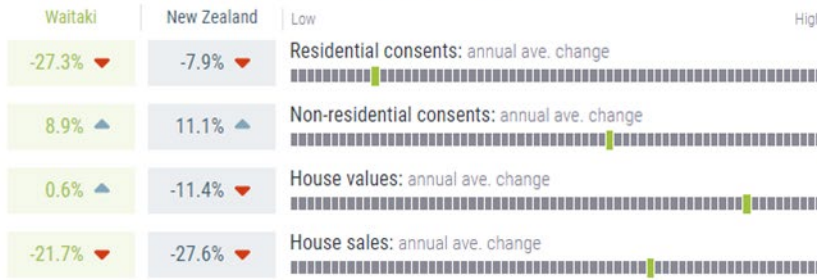 Waitaki New Zealand Low High
Residential consents: annual ave. change
-27.3% -7.9%
Non-residential consents: annual ave. change
8.9% 11.1%
House values: annual ave. change
0.6% -11.4%
House sales: annual ave. change
-21.7% -27.6%